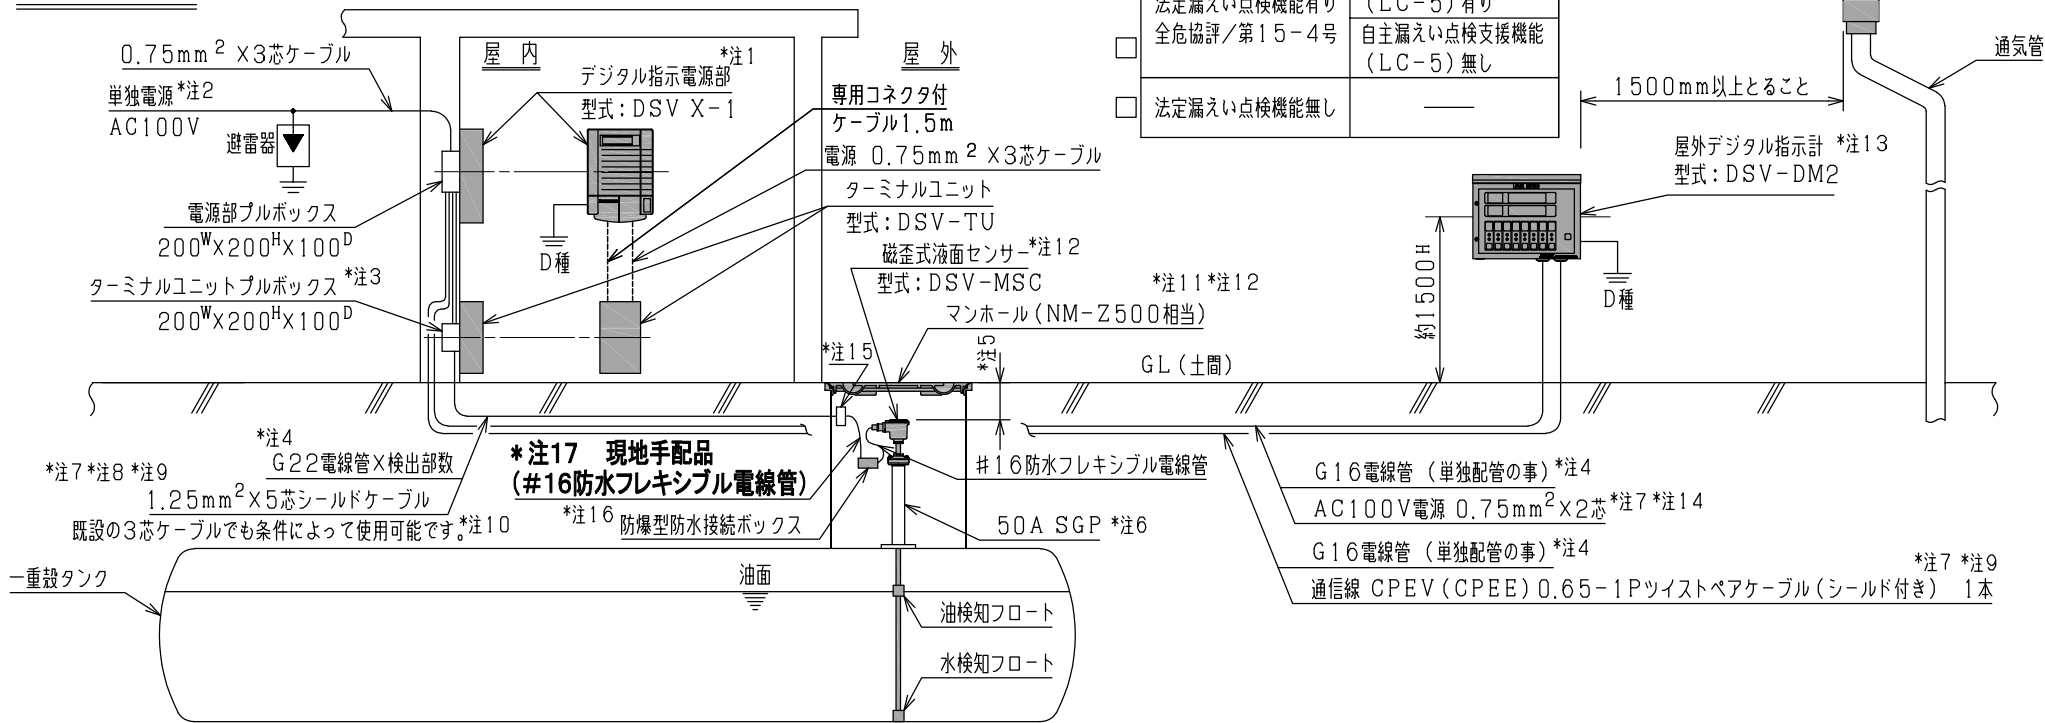 0.75mm² ×3芯ケーブル
単独電源*注2
AC100V
避雷器
電源部プルボックス
200ᵂ×200ᴴ×100ᴰ
ターミナルユニットプルボックス *注3
200ᵂ×200ᴴ×100ᴰ
屋 内
デジタル指示電源部 *注1
型式:DSV X-1
D種
屋 外
専用コネクタ付
ケーブル1.5m
電源 0.75mm² ×3芯ケーブル
ターミナルユニット
型式:DSV-TU
磁歪式液面センサー*注12
型式:DSV-MSC
*注11*注12
マンホール(NM-Z500相当)
*注15
*注5
GL(土間)
法定漏えい点検機能有り
(LC-5)有り
全危協評/第15-4号
自主漏えい点検支援機能
(LC-5)無し
法定漏えい点検機能無し
1500mm以上とること
通気管
屋外デジタル指示計 *注13
型式:DSV-DM2
約1500ᴴ
D種
*注4
G22電線管×検出部数
*注7*注8 *注9
1.25mm²×5芯シールドケーブル
既設の3芯ケーブルでも条件によって使用可能です。*注10
*注17 現地手配品
(#16防水フレキシブル電線管)
*注16 防爆型防水接続ボックス
#16防水フレキシブル電線管
50A SGP *注6
G16電線管 (単独配管の事)*注4
AC100V電源 0.75mm²×2芯*注7*注14
G16電線管 (単独配管の事)*注4
*注7 *注9
通信線 CPEV(CPEE)0.65-1Pツイストペアケーブル(シールド付き) 1本
一重殻タンク
油面
油検知フロート
水検知フロート